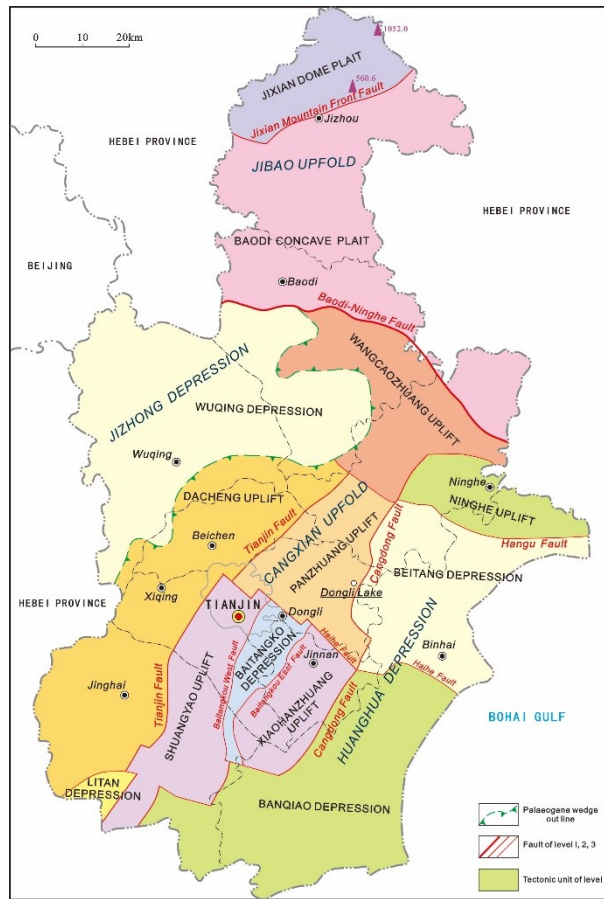 0 10 20km
1052.0
JIXIAN DOME PLAIT
560.6
Jixian Mountain Front Fault
Jizhou
HEBEI PROVINCE
JIBAO UPFOLD
HEBEI PROVINCE
BAODI CONCAVE PLAIT
BEIJING
Baodi
Baodi-Ninghe Fault
WANGCAOZHUANG UPLIFT
JIZHONG DEPRESSION
WUQING DEPRESSION
Wuqing
Ninghe
DACHENG UPLIFT
NINGHE UPLIFT
Tianjin Fault
CANGXIAN UPFOLD
PANZHUANG UPLIFT
Cangdong Fault
Hangu Fault
Beichen
BEITANG DEPRESSION
Xiqing
Dongli Lake
HEBEI PROVINCE
TIANJIN
Dongli
Haihe Fault
Binhai
BAITANGKO
DEPRESSION
Jinnan
HUANGHUA DEPRESSION
Haihe Fault
Jinghai
Tianjin Fault
SHUANGYAO UPLIFT
Baitangkou West Fault
Baitangkou East Fault
XIAOHANZHUANG
UPLIFT
Cangdong Fault
BOHAI GULF
LITAN
DEPRESSION
BANQIAO DEPRESSION
Palaeogene wedge
out line
Fault of level l, 2, 3
Tectonic unit of level